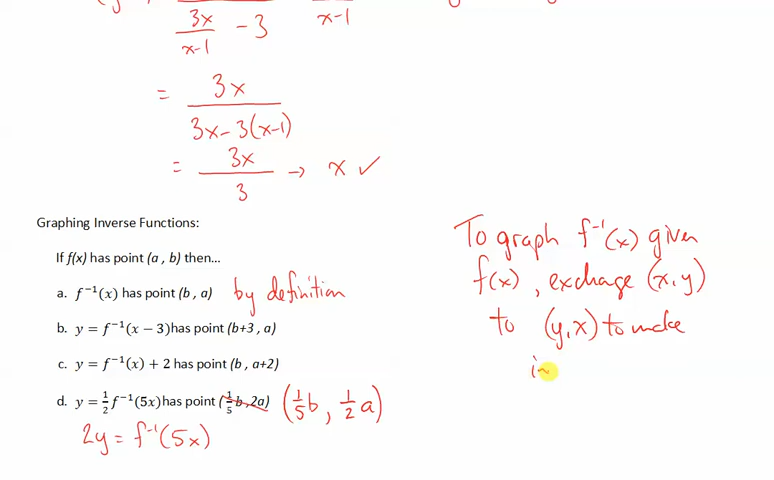 3x
x-1
- 3
x-1
= 3x
3x-3(x-1)
= 3x
3
→ x ✓
Graphing Inverse Functions:
If f(x) has point (a , b) then...
a. f⁻¹(x) has point (b , a) by definition
b. y = f⁻¹(x − 3)has point (b+3 , a)
c. y = f⁻¹(x) + 2 has point (b , a+2)
d. y = ½f⁻¹(5x)has point (⅕b, 2a) (⅕b, ½a)
2y = f⁻¹(5x)
To graph f⁻¹(x) given
f(x), exchange (x,y)
to (y,x) to make